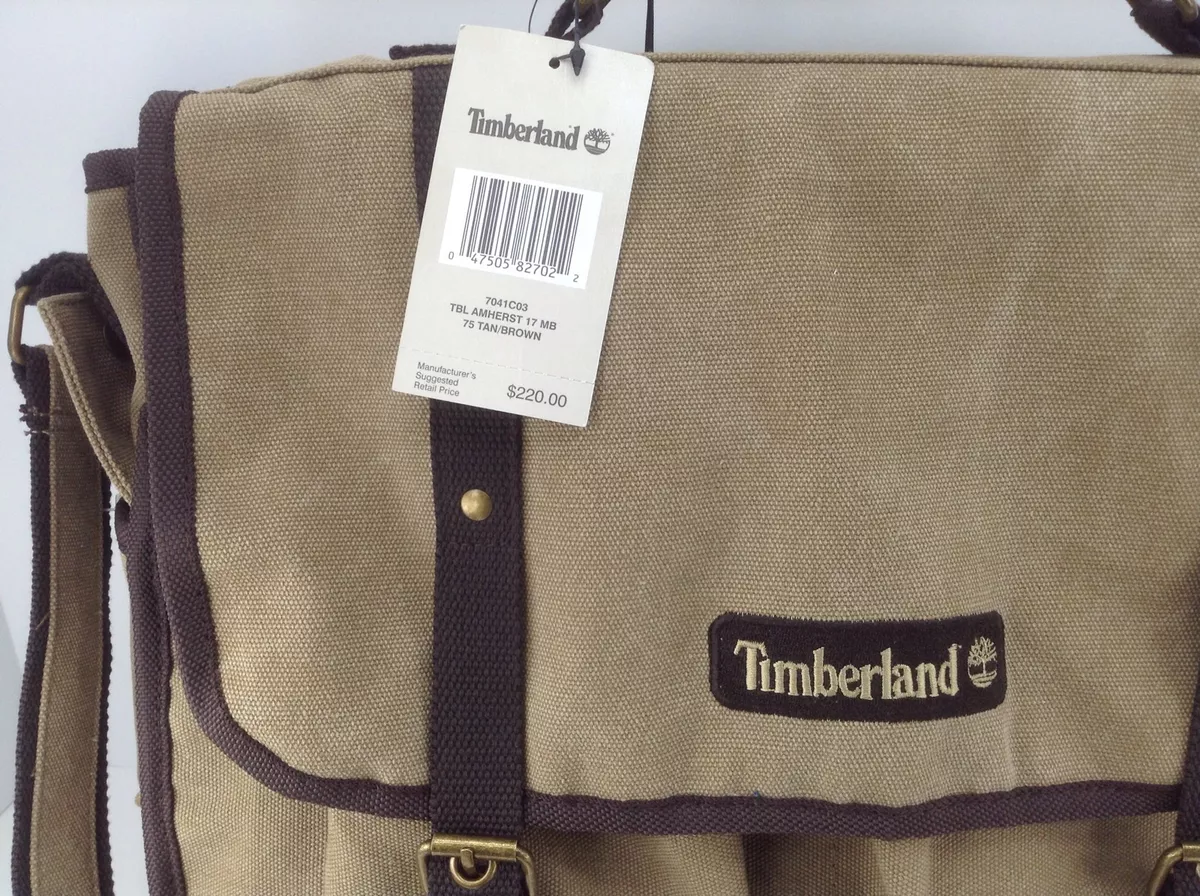 Timberland
0 47505 82702 2
7041C03
TBL AMHERST 17 MB
75 TAN/BROWN
Manufacturer's
Suggested
Retail Price
$220.00
Timberland